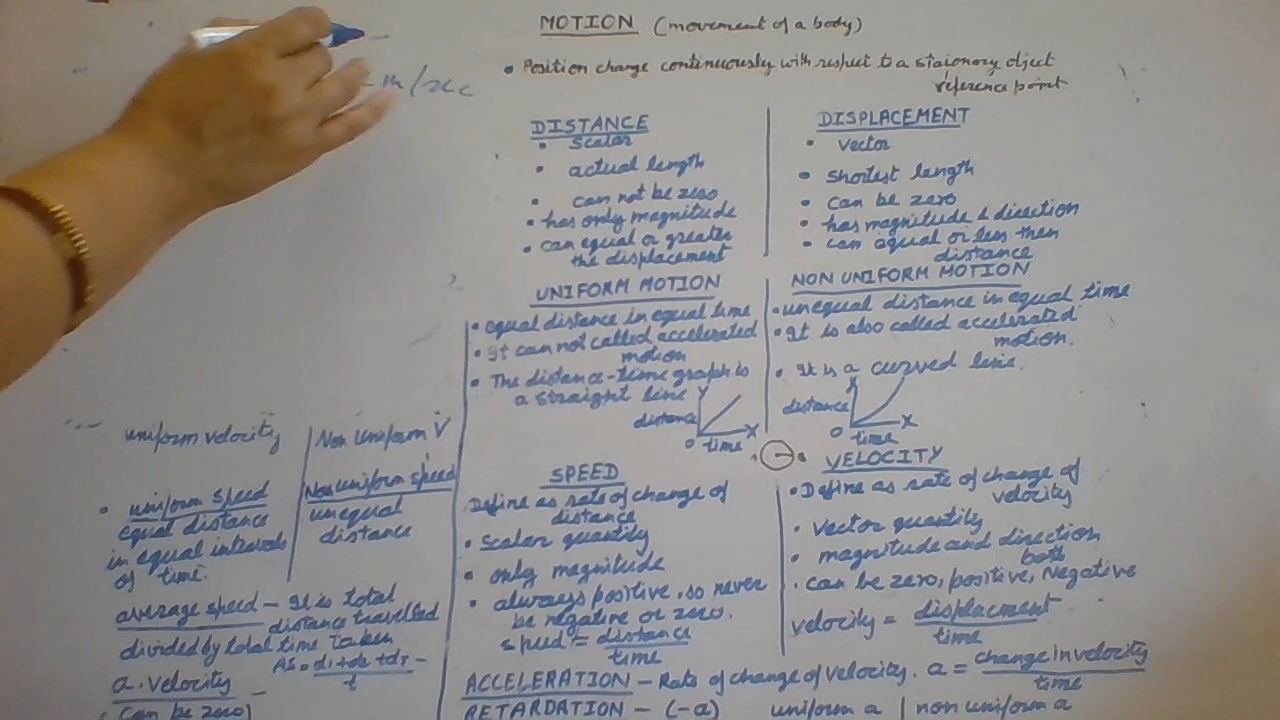 MOTION (movement of a body)
• Position change continuously with respect to a stationary object
reference point
m/sec
DISTANCE
• scalar
• actual length
• can not be zero
• has only magnitude
• can equal or greater
the displacement
DISPLACEMENT
• vector
• shortest length
• can be zero
• has magnitude & direction
• can equal or less then
distance
UNIFORM MOTION
• equal distance in equal time
• It can not called accelerated
motion
• The distance-time graph is
a straight line
Y
distance
O time X
NON UNIFORM MOTION
• unequal distance in equal time
• It is also called accelerated
motion.
• It is a curved line.
Y
distance
O time X
uniform velocity
• uniform speed
equal distance
in equal intervals
of time.
Non Uniform V
Non uniform speed
unequal
distance
average speed - It is total
distance travelled
divided by total time taken
AS = d1+d2+dT
t
a. velocity -
(can be zero)
SPEED
Define as rate of change of
distance
• Scalar quantity
• only magnitude
• always positive, so never
be negative or zero.
speed = distance
time
VELOCITY
• Define as rate of change of
velocity
• vector quantity
• magnitude and direction
both
• can be zero, positive, Negative
velocity = displacment
time
ACCELERATION - Rate of change of velocity. a = change in velocity
time
RETARDATION - (-a) uniform a | non uniform a